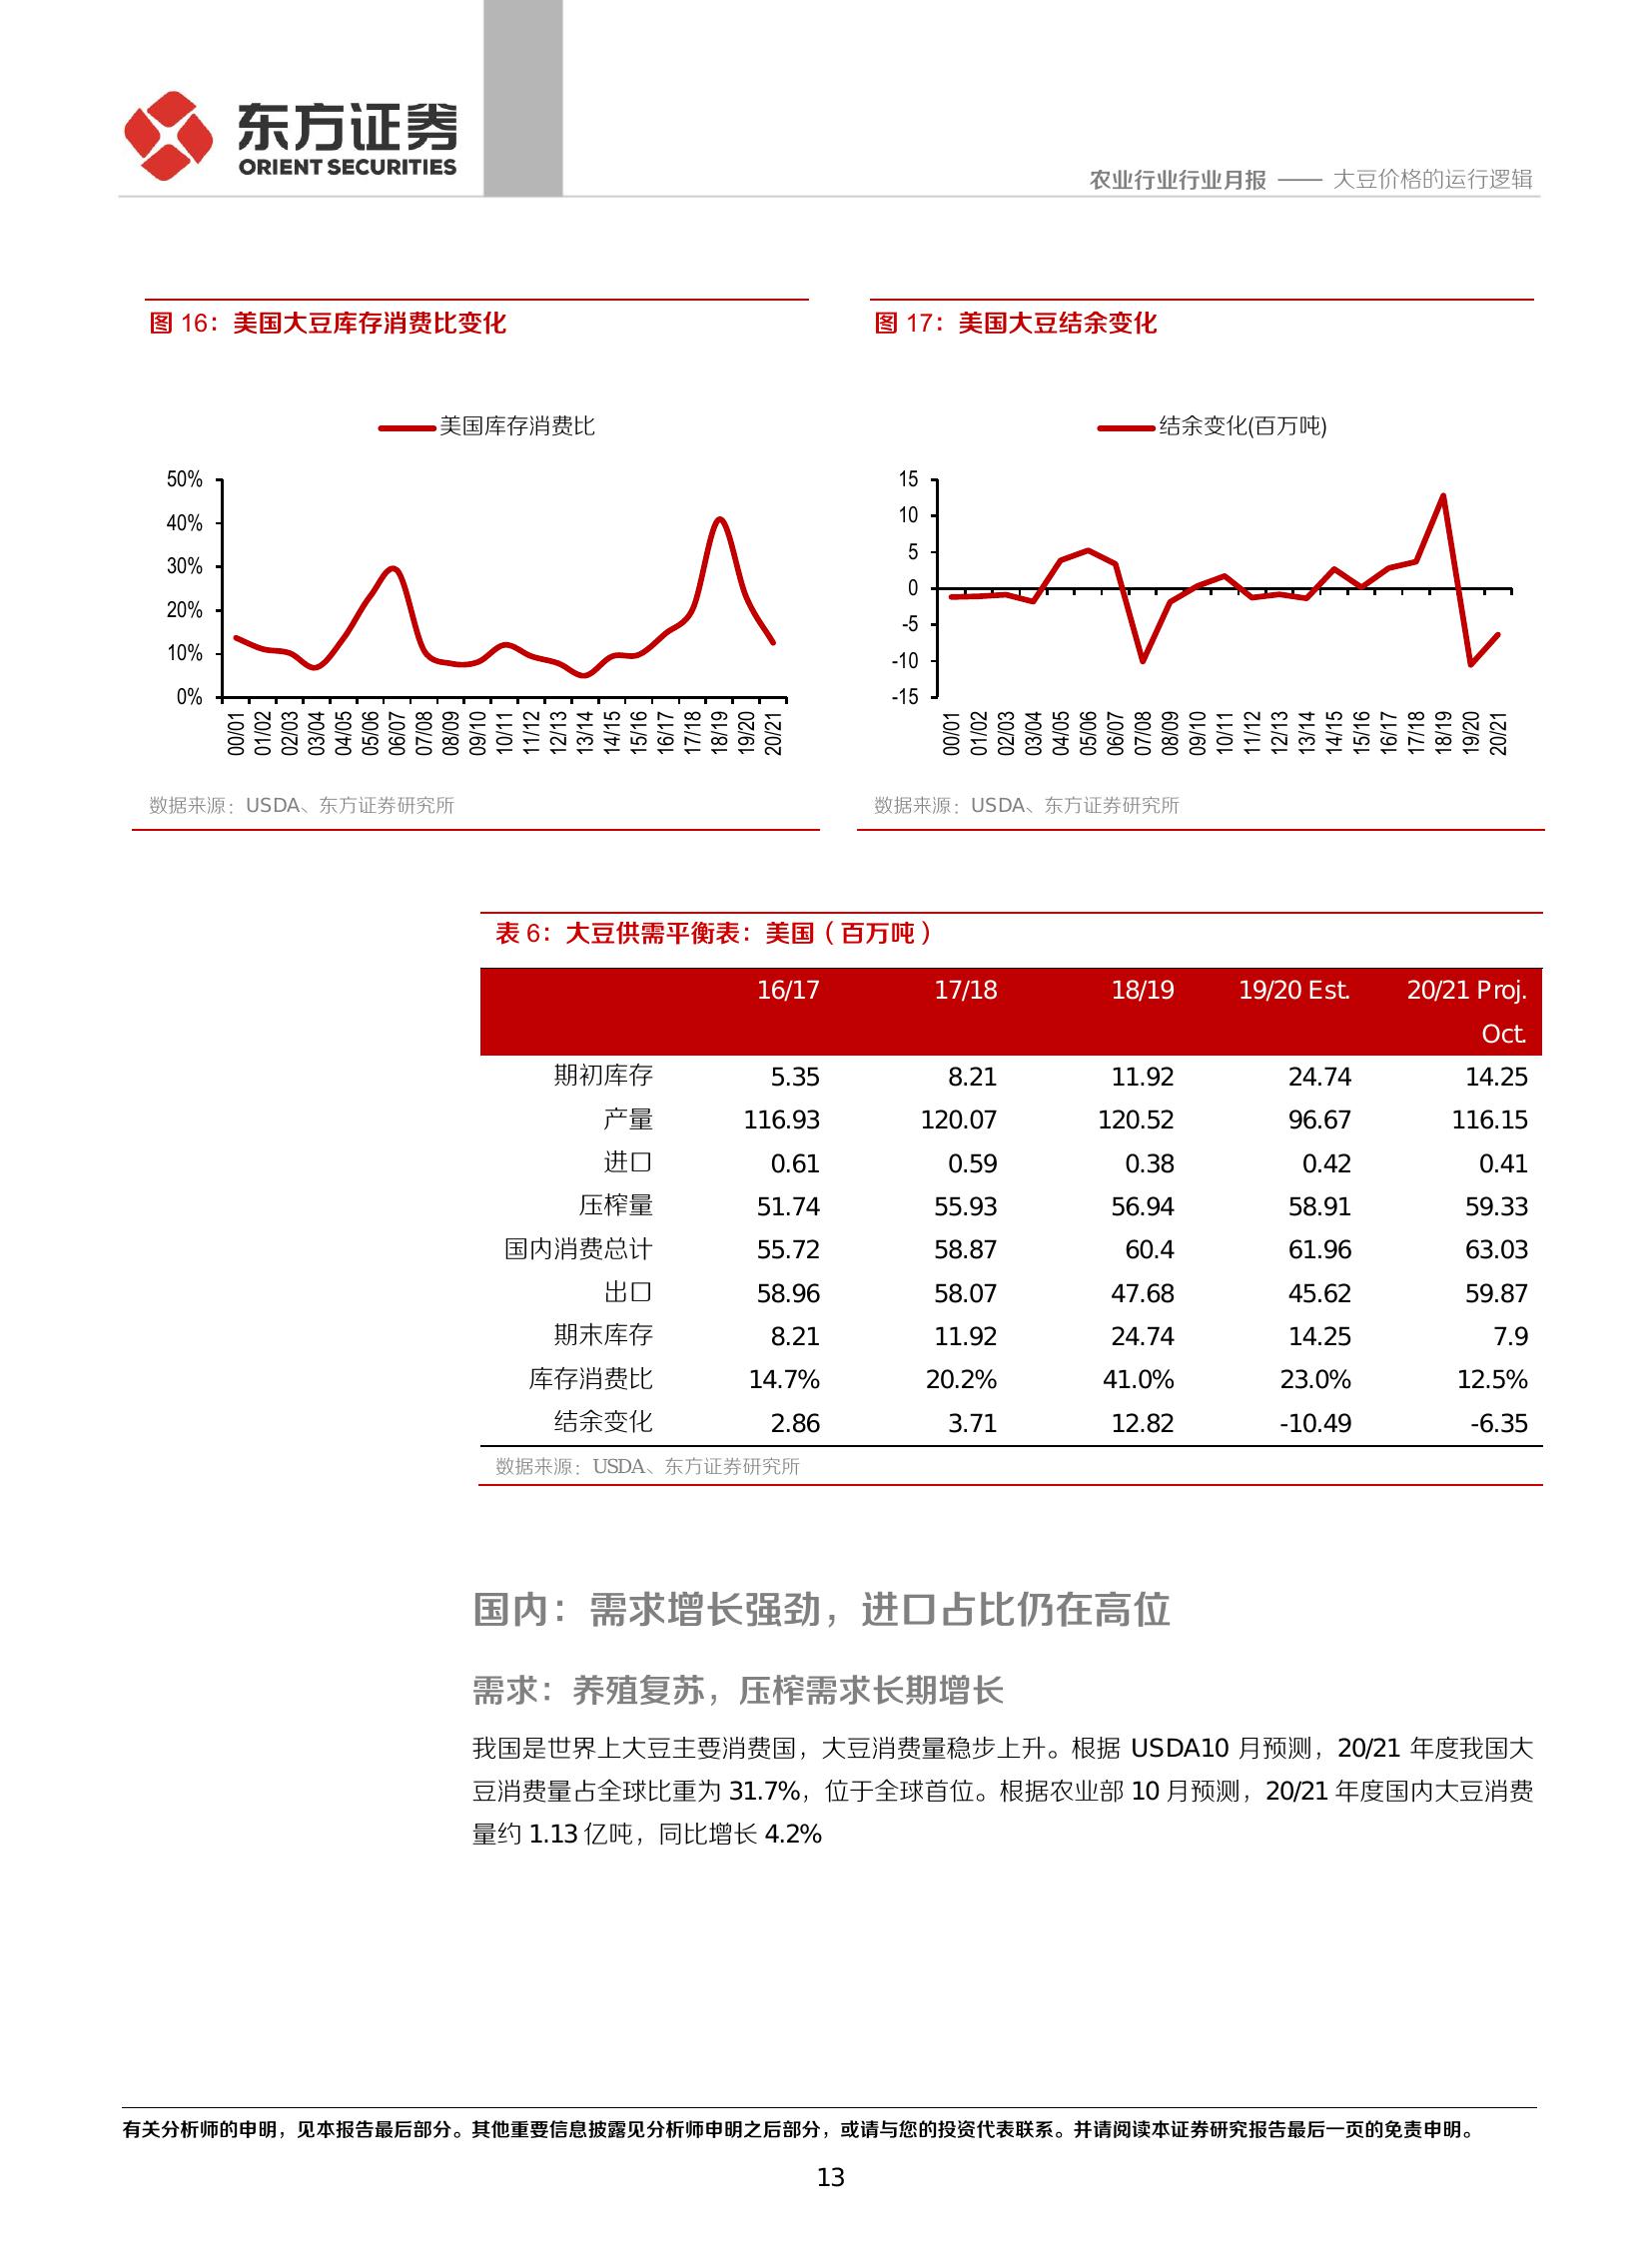 东方证券
ORIENT SECURITIES
农业行业行业月报 —— 大豆价格的运行逻辑
图 16：美国大豆库存消费比变化
美国库存消费比
50%
40%
30%
20%
10%
0%
00/01 01/02 02/03 03/04 04/05 05/06 06/07 07/08 08/09 09/10 10/11 11/12 12/13 13/14 14/15 15/16 16/17 17/18 18/19 19/20 20/21
数据来源：USDA、东方证券研究所
图 17：美国大豆结余变化
结余变化(百万吨)
15
10
5
0
-5
-10
-15
00/01 01/02 02/03 03/04 04/05 05/06 06/07 07/08 08/09 09/10 10/11 11/12 12/13 13/14 14/15 15/16 16/17 17/18 18/19 19/20 20/21
数据来源：USDA、东方证券研究所
表 6：大豆供需平衡表：美国（百万吨）
16/17 17/18 18/19 19/20 Est. 20/21 Proj.
Oct.
期初库存 5.35 8.21 11.92 24.74 14.25
产量 116.93 120.07 120.52 96.67 116.15
进口 0.61 0.59 0.38 0.42 0.41
压榨量 51.74 55.93 56.94 58.91 59.33
国内消费总计 55.72 58.87 60.4 61.96 63.03
出口 58.96 58.07 47.68 45.62 59.87
期末库存 8.21 11.92 24.74 14.25 7.9
库存消费比 14.7% 20.2% 41.0% 23.0% 12.5%
结余变化 2.86 3.71 12.82 -10.49 -6.35
数据来源：USDA、东方证券研究所
国内：需求增长强劲，进口占比仍在高位
需求：养殖复苏，压榨需求长期增长
我国是世界上大豆主要消费国，大豆消费量稳步上升。根据 USDA10 月预测，20/21 年度我国大
豆消费量占全球比重为 31.7%，位于全球首位。根据农业部 10 月预测，20/21 年度国内大豆消费
量约 1.13 亿吨，同比增长 4.2%
有关分析师的申明，见本报告最后部分。其他重要信息披露见分析师申明之后部分，或请与您的投资代表联系。并请阅读本证券研究报告最后一页的免责申明。
13